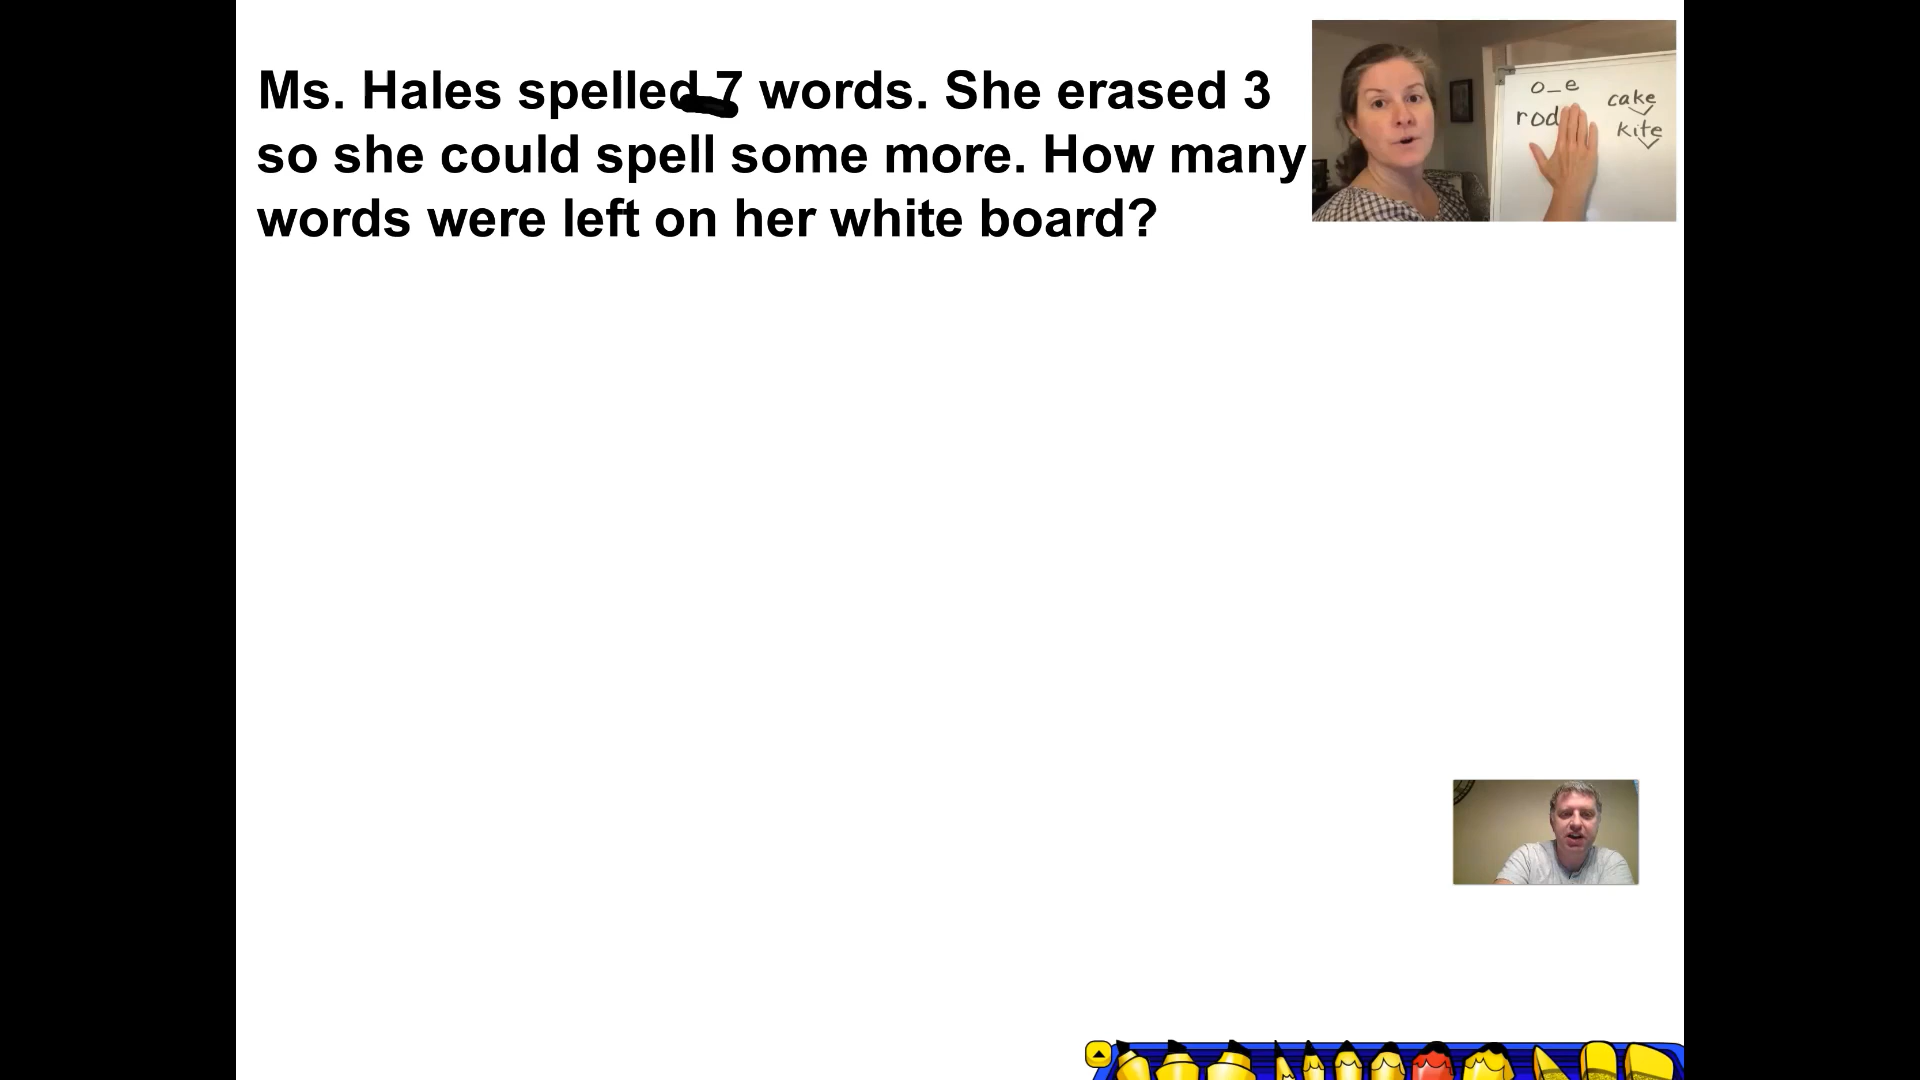 Ms. Hales spelled 7 words. She erased 3
so she could spell some more. How many
words were left on her white board?
o_e
rod
cake
kite